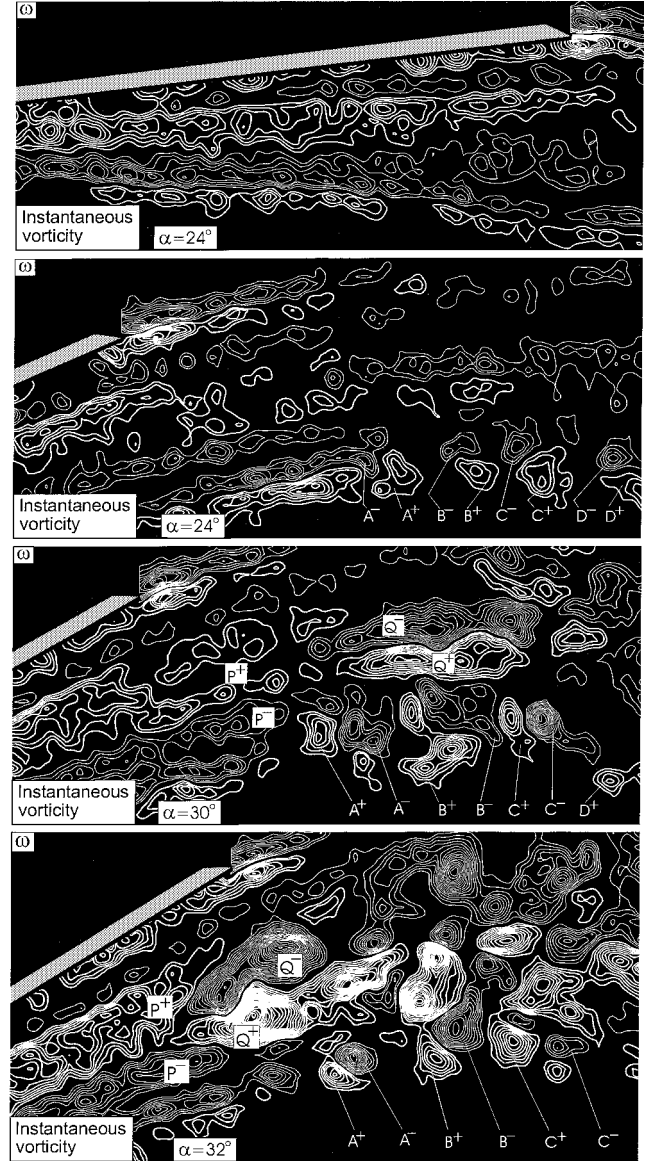 ω
Instantaneous
vorticity
α=24°
ω
Instantaneous
vorticity
α=24°
A⁻ A⁺ B⁻ B⁺ C⁻ C⁺ D⁻ D⁺
ω
Q⁻
Q⁺
P⁺
P⁻
Instantaneous
vorticity
α=30°
A⁺ A⁻ B⁺ B⁻ C⁺ C⁻ D⁺
ω
Q⁻
P⁺
Q⁺
P⁻
Instantaneous
vorticity
α=32°
A⁺ A⁻ B⁺ B⁻ C⁺ C⁻